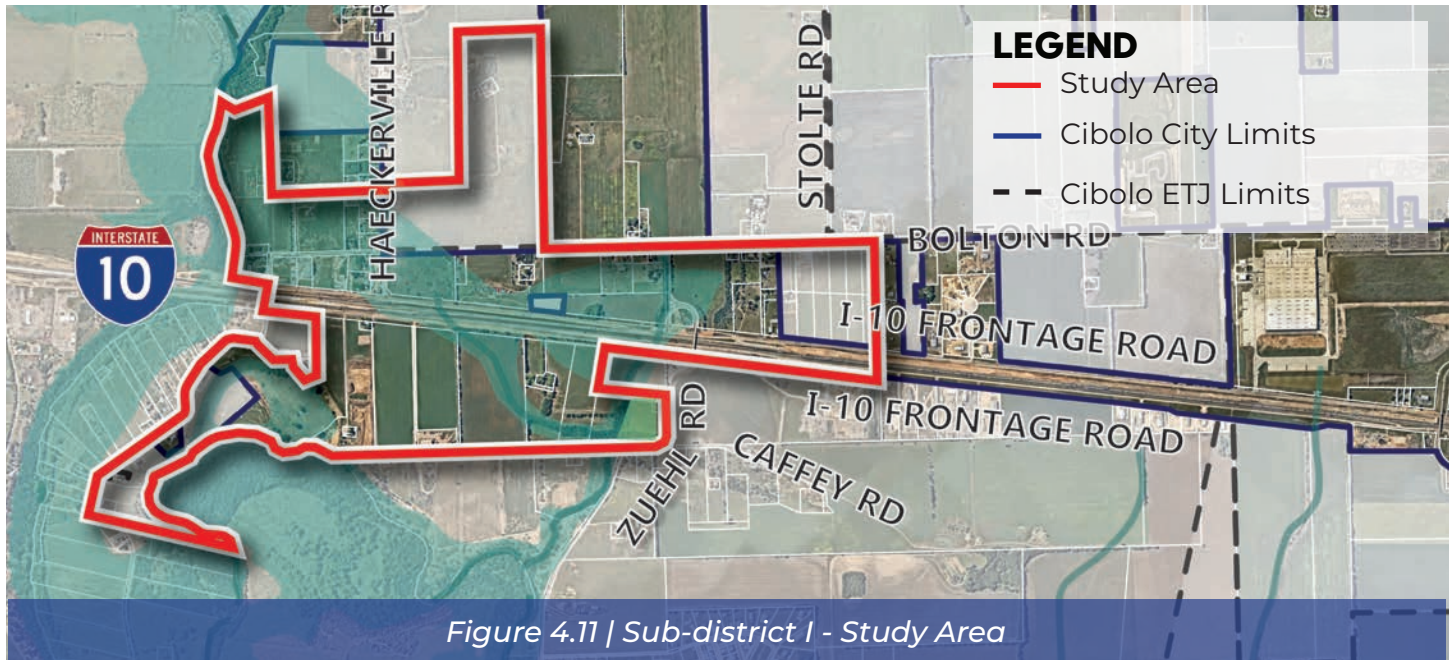 HAECKERVILLE R
STOLTE RD
LEGEND
Study Area
Cibolo City Limits
Cibolo ETJ Limits
INTERSTATE
10
BOLTON RD
I-10 FRONTAGE ROAD
I-10 FRONTAGE ROAD
ZUEHL RD
CAFFEY RD
Figure 4.11 | Sub-district I - Study Area